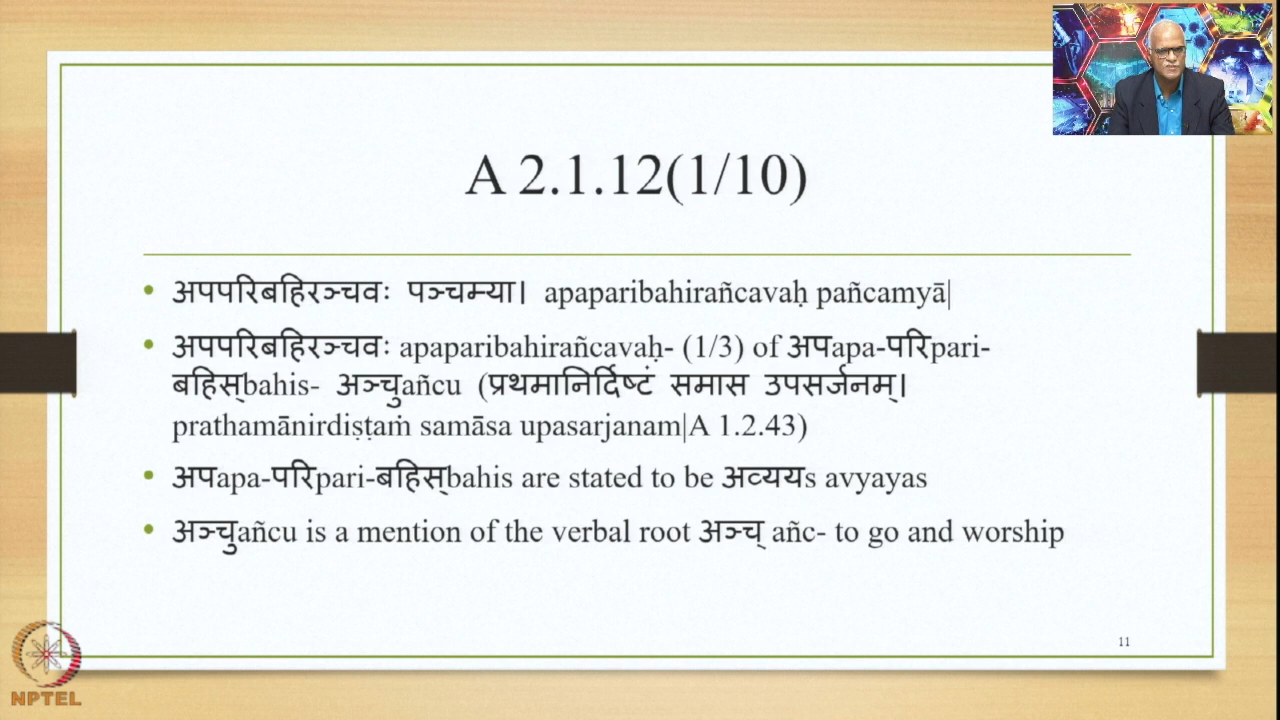 A 2.1.12(1/10)
अपपरिबहिरञ्चवः पञ्चम्या। apaparibahirañcavaḥ pañcamyā|
अपपरिबहिरञ्चवः apaparibahirañcavaḥ- (1/3) of अपapa-परिpari-
बहिस्bahis- अञ्चुañcu (प्रथमानिर्दिष्टं समास उपसर्जनम्।
prathamānirdiṣṭaṁ samāsa upasarjanam|A 1.2.43)
अपapa-परिpari-बहिस्bahis are stated to be अव्ययs avyayas
अञ्चुañcu is a mention of the verbal root अञ्च् añc- to go and worship
11
NPTEL